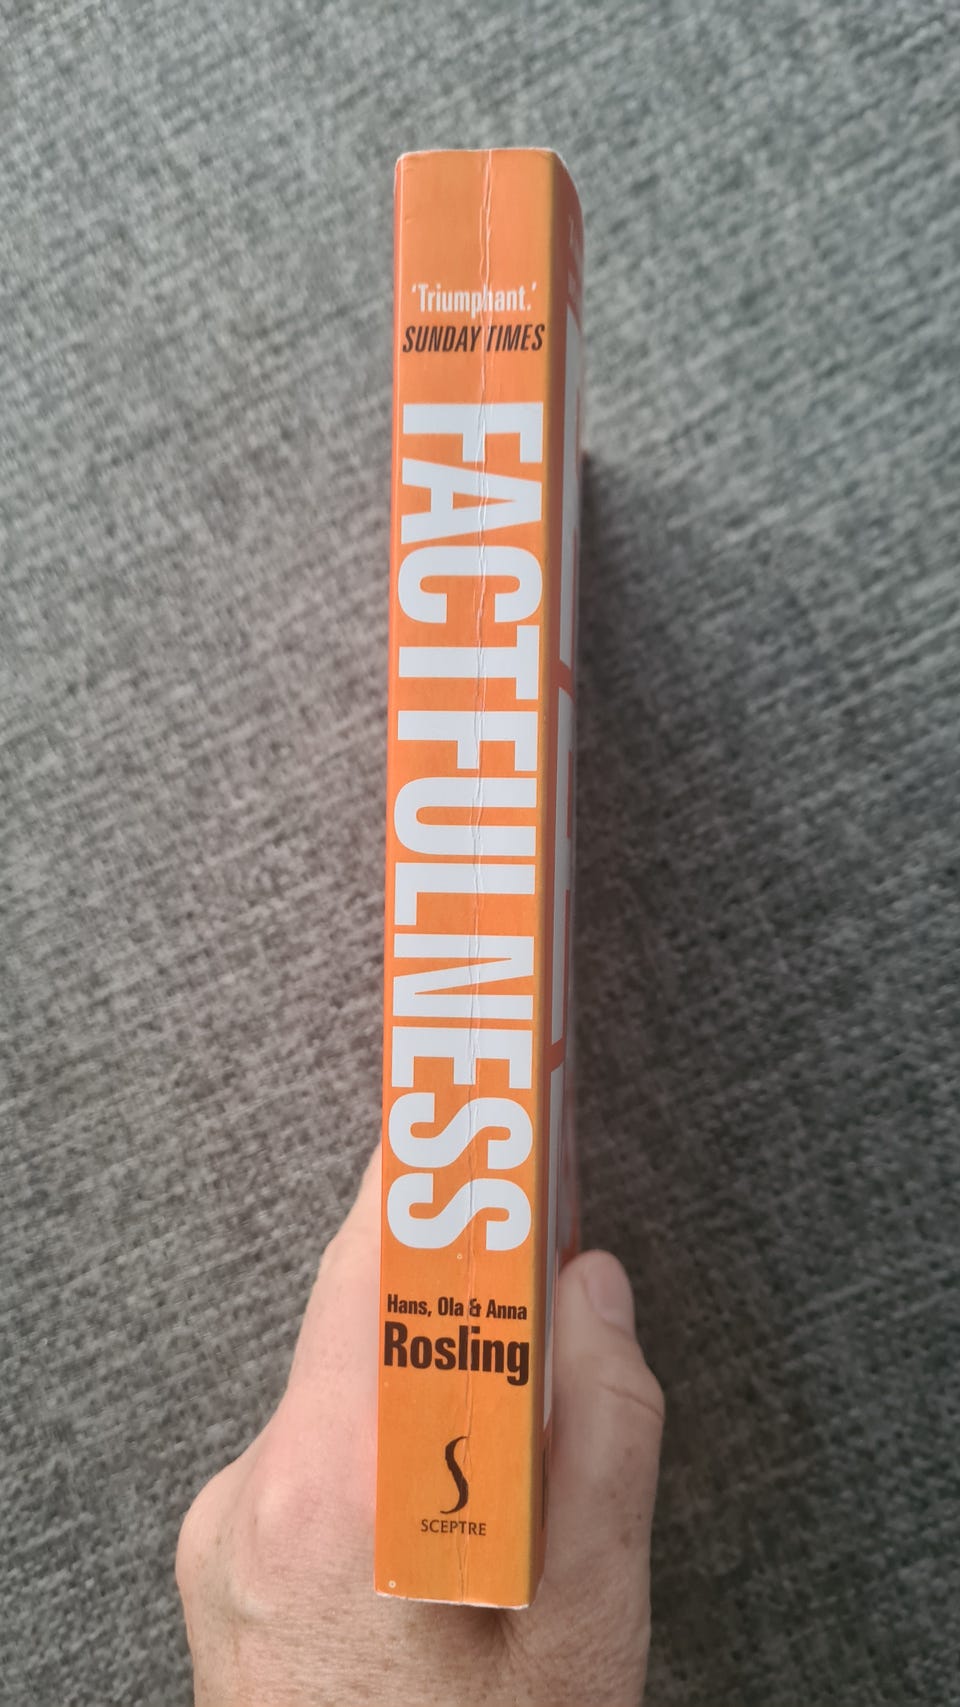 'Triumphant.'
SUNDAY TIMES
FACTFULNESS
Hans, Ola & Anna
Rosling
SCEPTRE